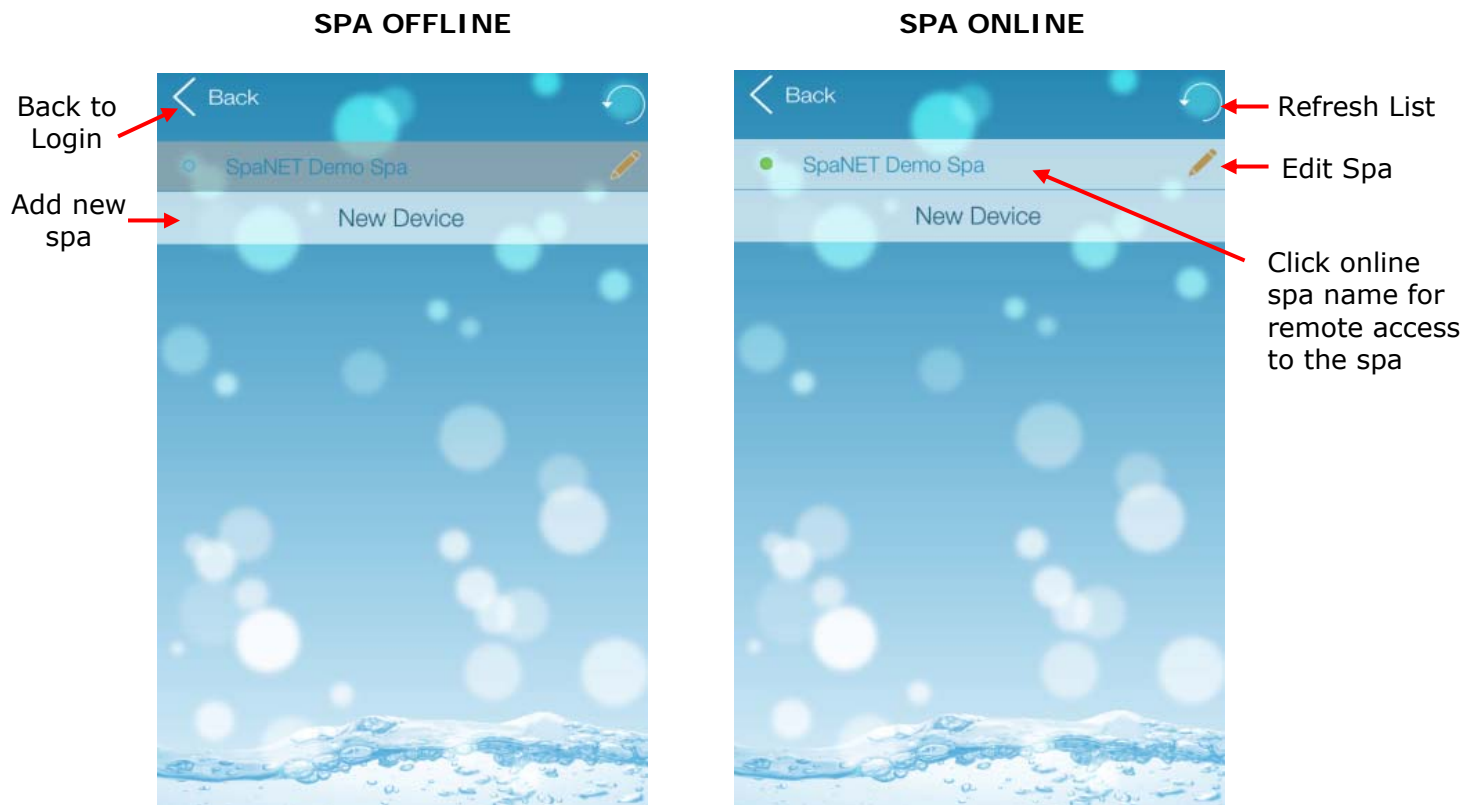 SPA OFFLINE
SPA ONLINE
Back to
Login
Add new
spa
Back
SpaNET Demo Spa
New Device
Back
SpaNET Demo Spa
New Device
Refresh List
Edit Spa
Click online
spa name for
remote access
to the spa